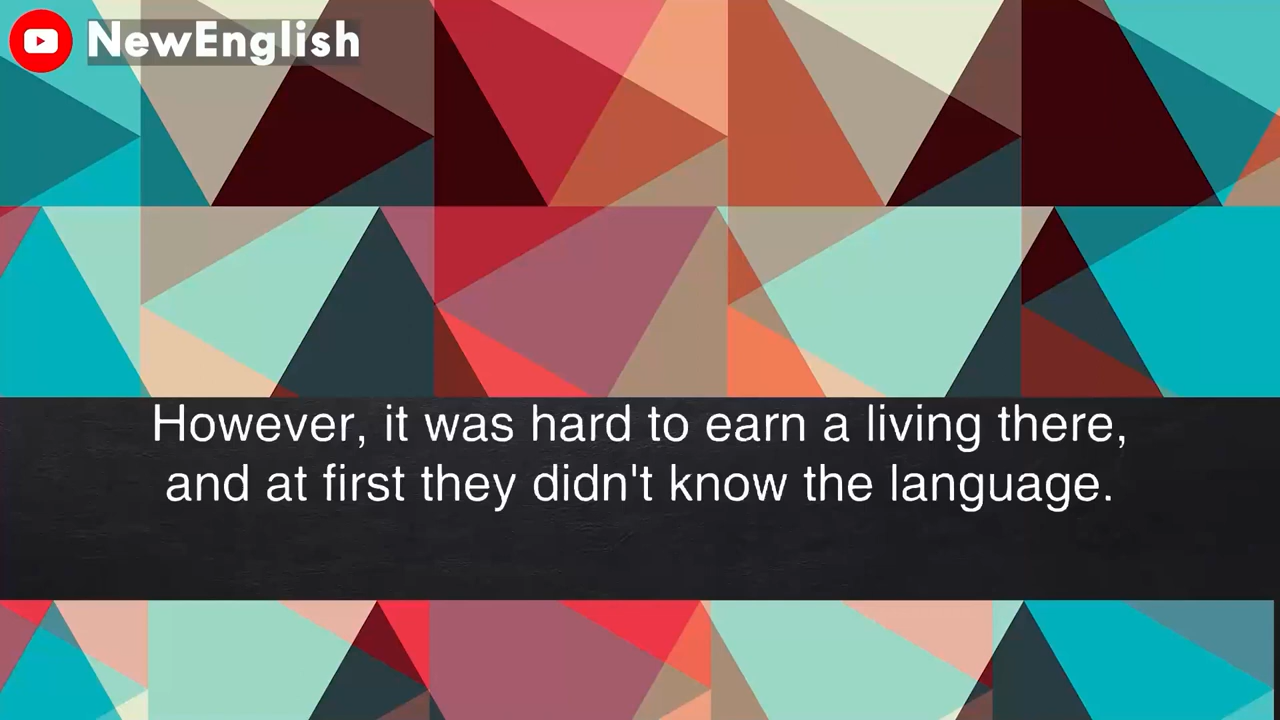 NewEnglish
However, it was hard to earn a living there,
and at first they didn't know the language.